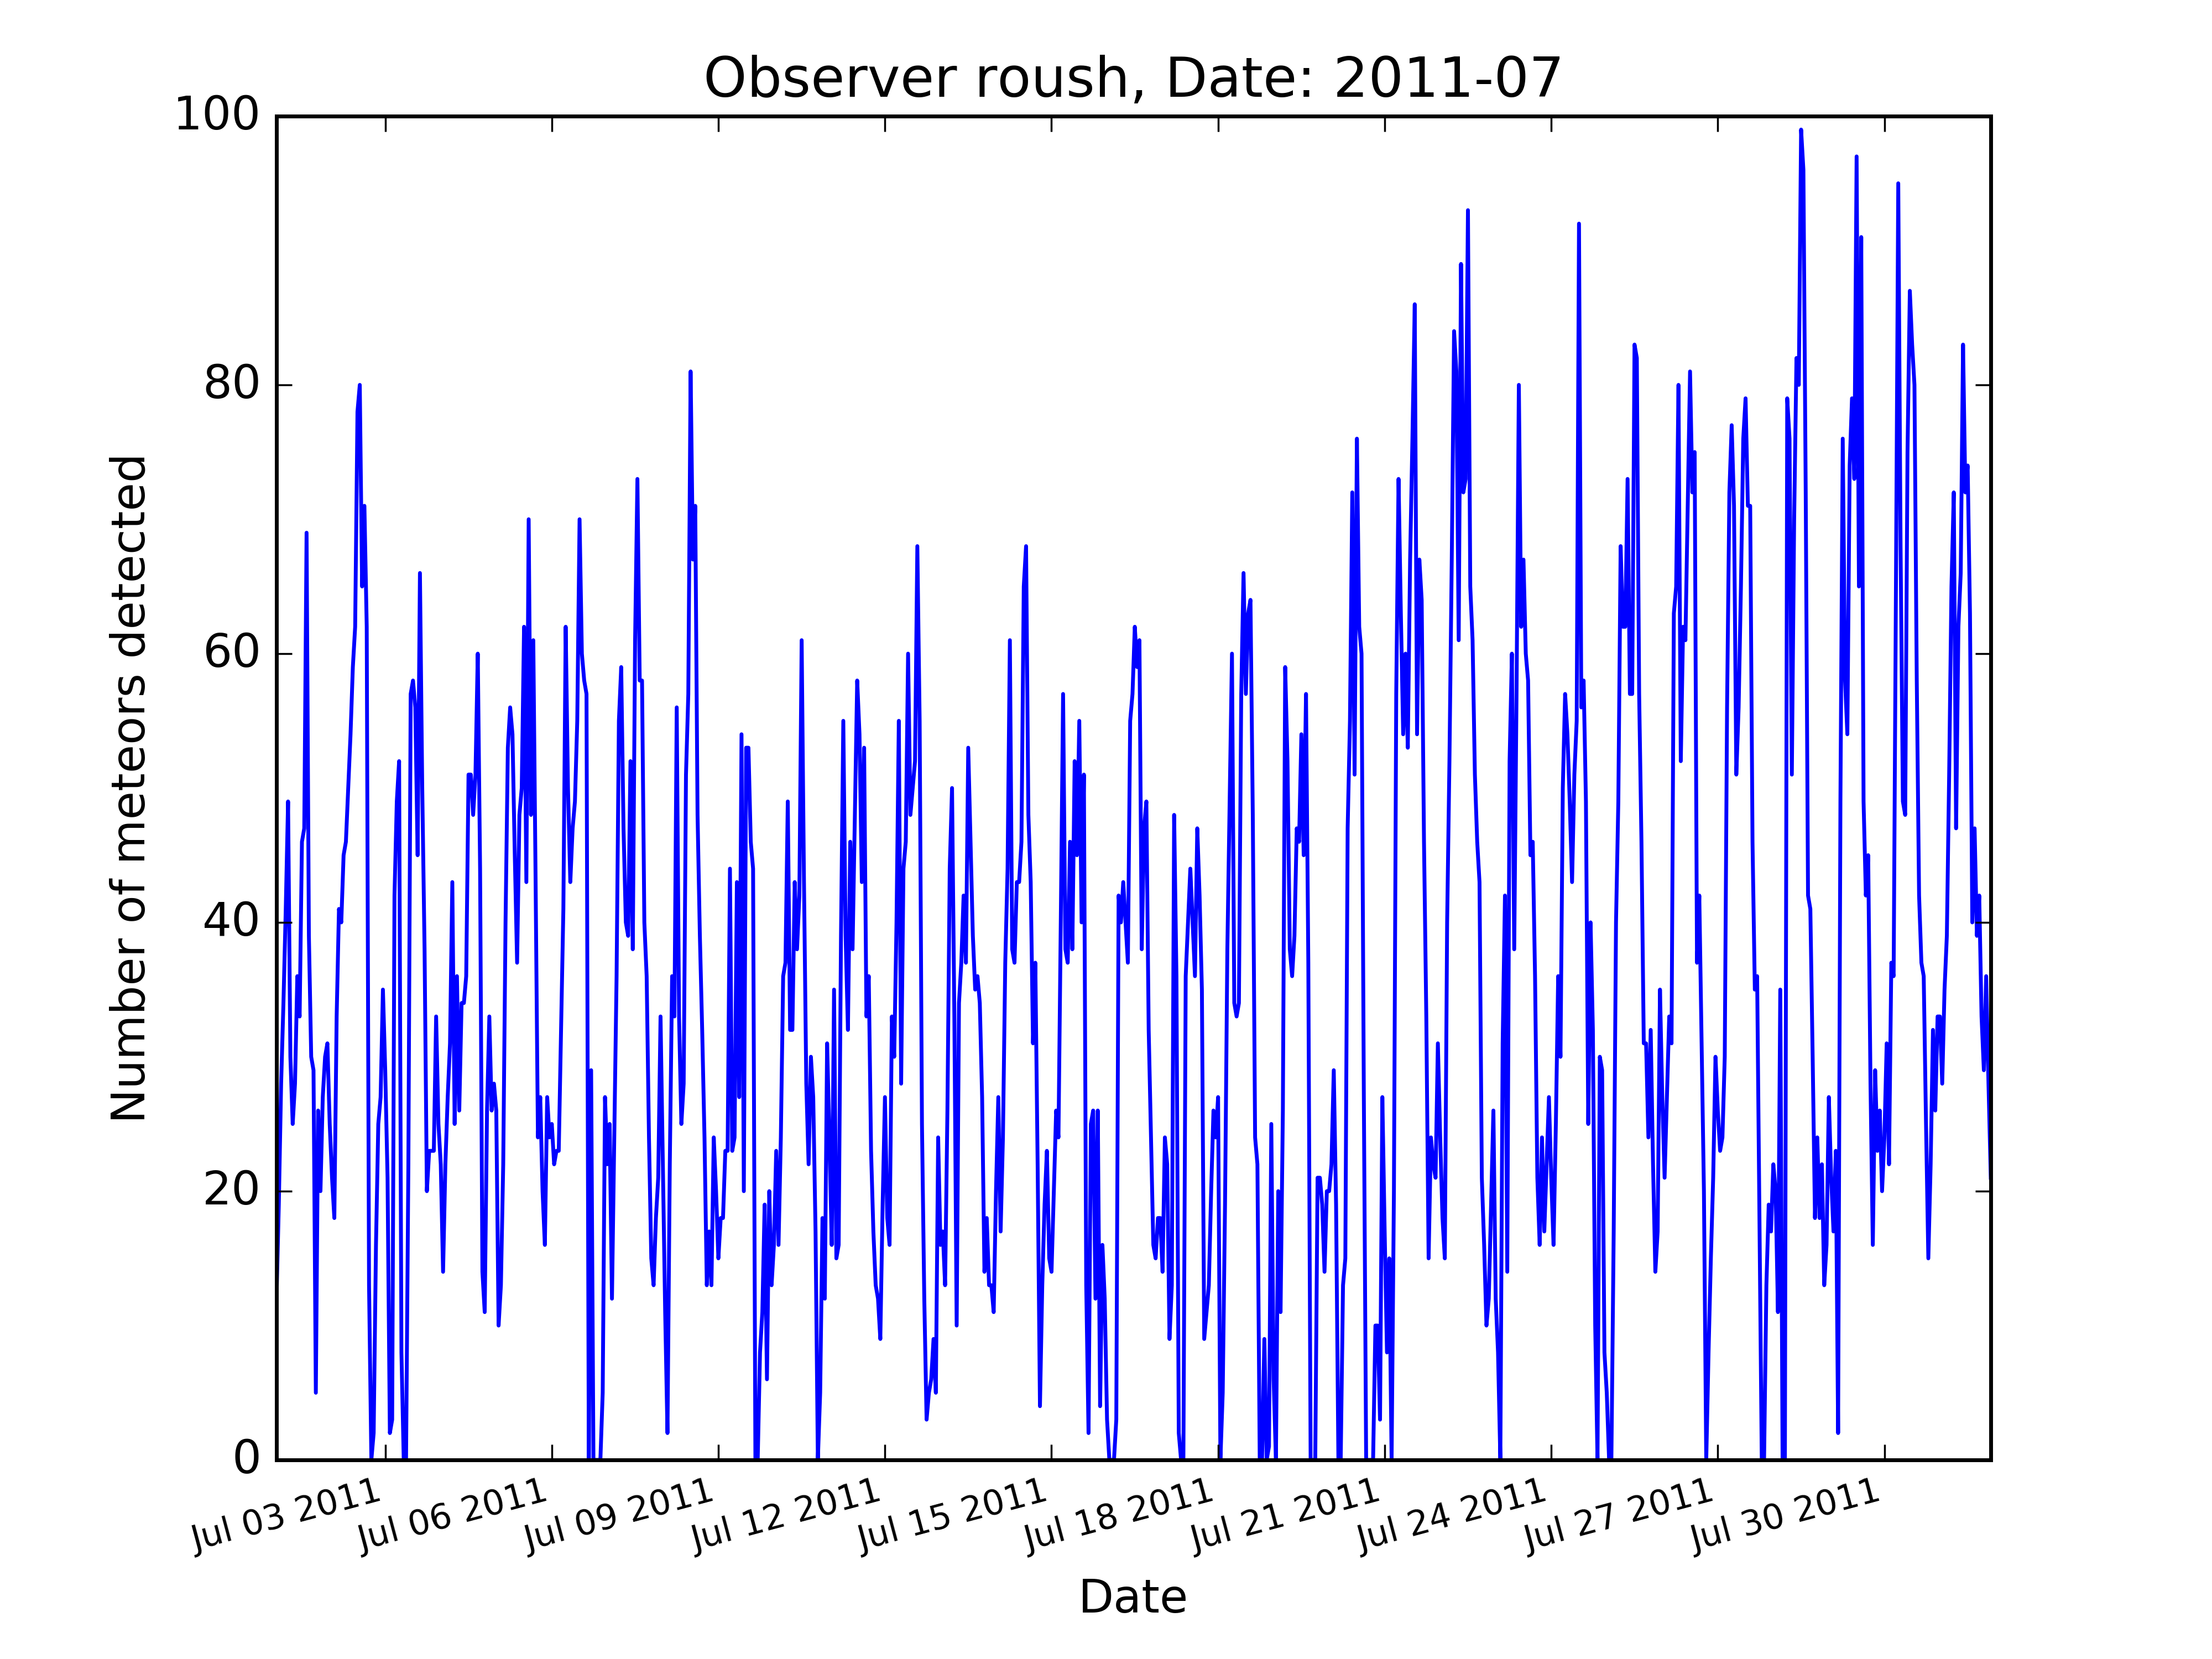 Observer roush, Date: 2011-07
100
80
60
40
20
0
Number of meteors detected
Jul 03 2011
Jul 06 2011
Jul 09 2011
Jul 12 2011
Jul 15 2011
Jul 18 2011
Jul 21 2011
Jul 24 2011
Jul 27 2011
Jul 30 2011
Date